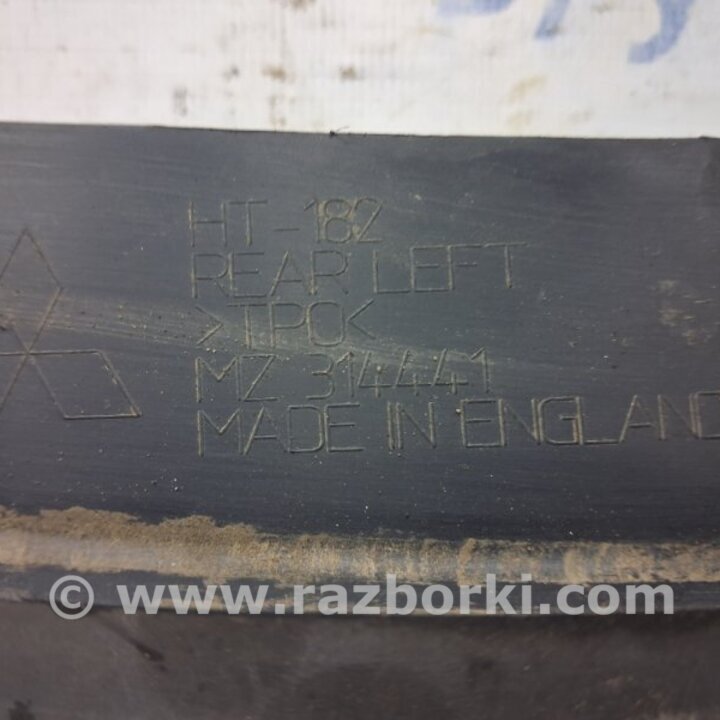 HT-182
REAR LEFT
>TPO<
MZ 314441
MADE IN ENGLAND
© www.razborki.com